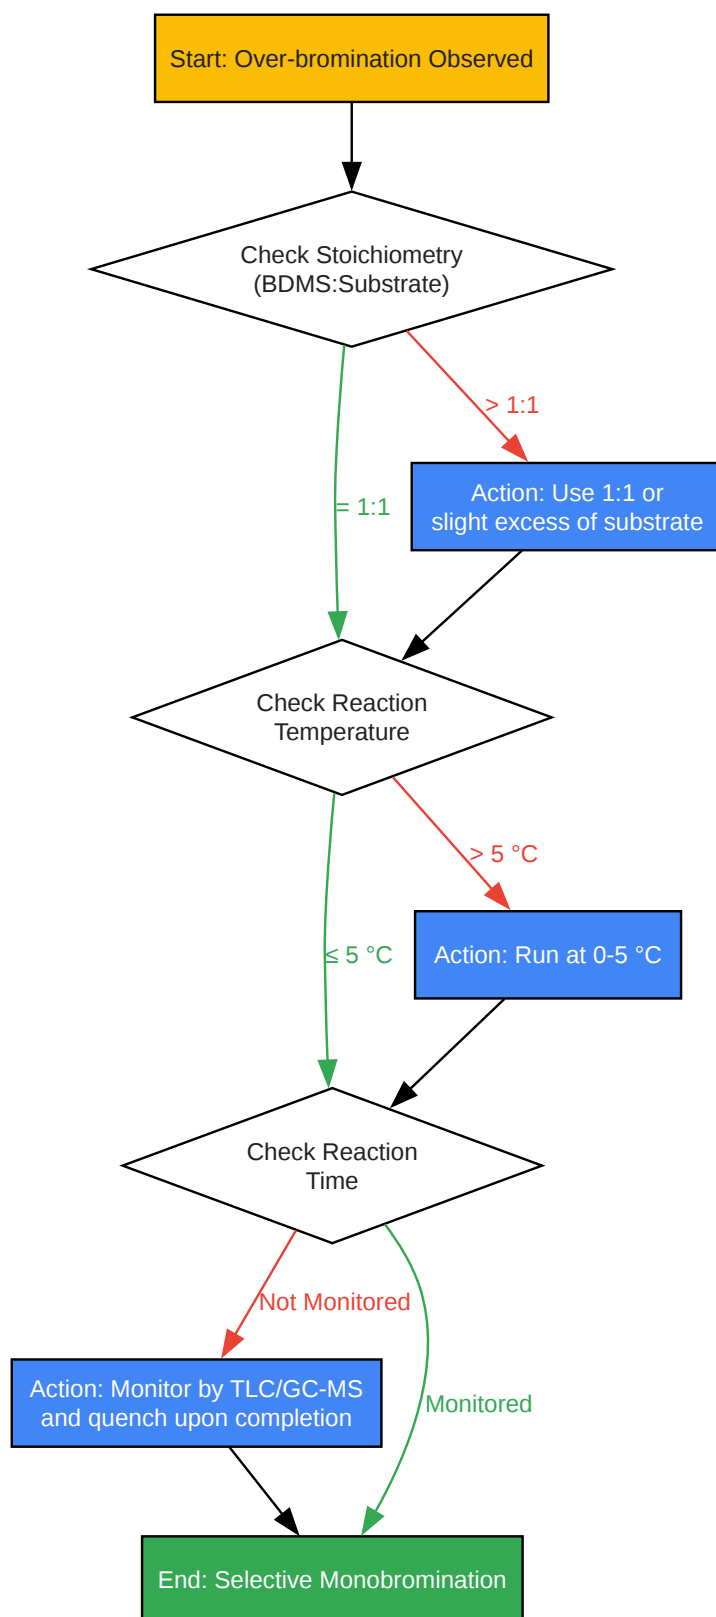 Start: Over-bromination Observed
Check Stoichiometry
(BDMS:Substrate)
> 1:1
Action: Use 1:1 or
slight excess of substrate
= 1:1
Check Reaction
Temperature
> 5 °C
Action: Run at 0-5 °C
≤ 5 °C
Check Reaction
Time
Not Monitored
Action: Monitor by TLC/GC-MS
and quench upon completion
Monitored
End: Selective Monobromination